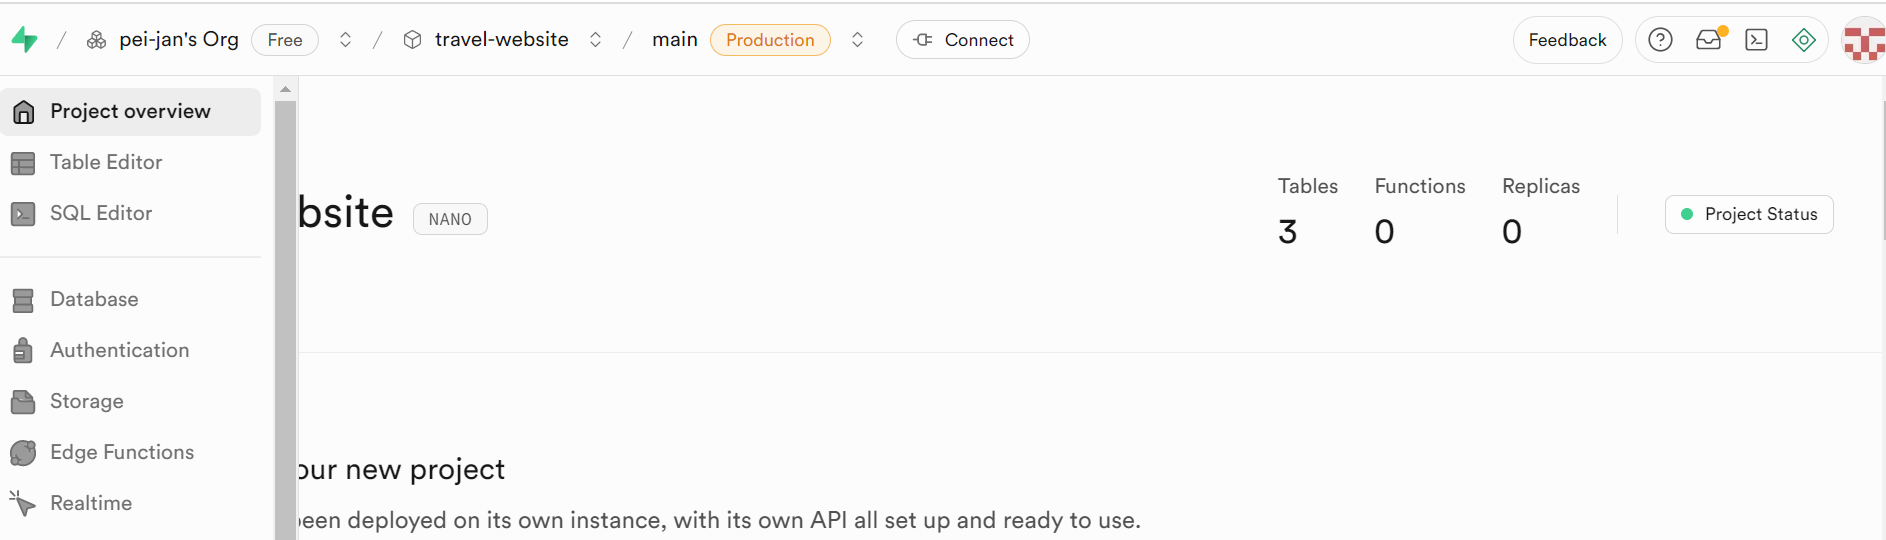 / pei-jan's Org Free / travel-website / main Production Connect Feedback
Project overview
Table Editor
SQL Editor
Database
Authentication
Storage
Edge Functions
Realtime
bsite NANO
Tables Functions Replicas
3 0 0
Project Status
our new project
been deployed on its own instance, with its own API all set up and ready to use.